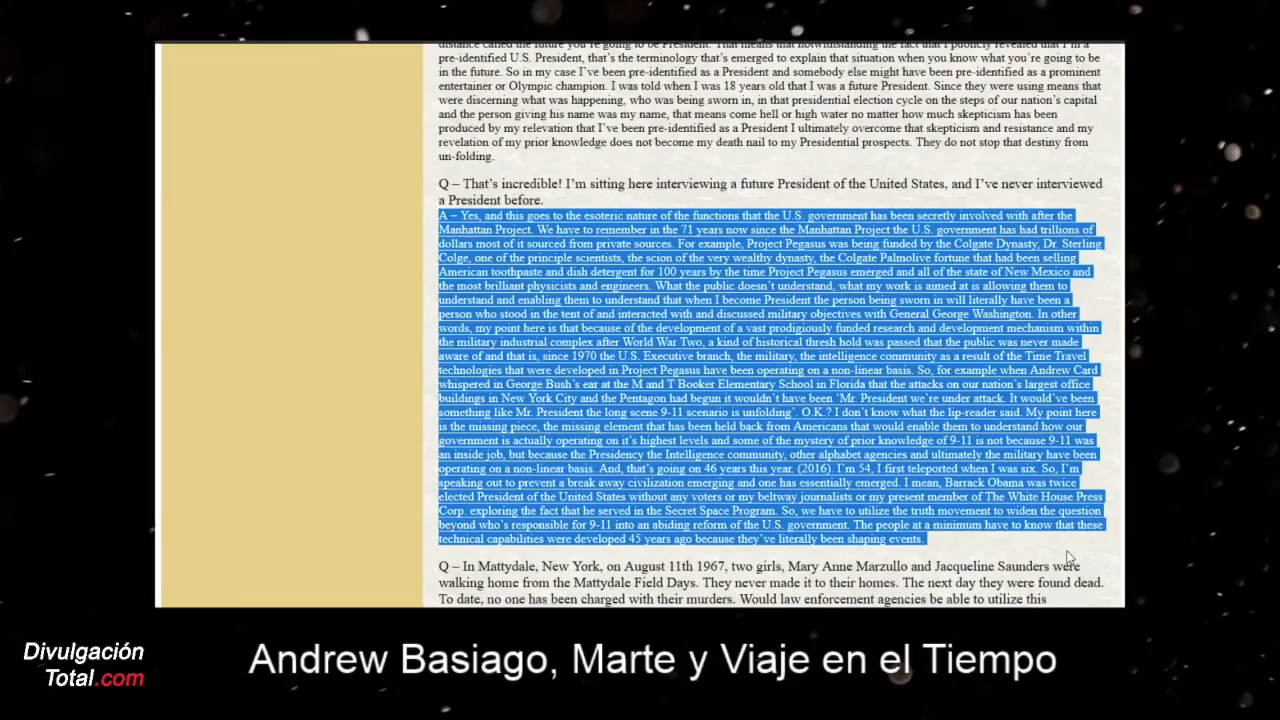 distance called the future you're going to be President. That means that notwithstanding the fact that I publicly revealed that I'm a
pre-identified U.S. President, that's the terminology that's emerged to explain that situation when you know what you're going to be
in the future. So in my case I've been pre-identified as a President and somebody else might have been pre-identified as a prominent
entertainer or Olympic champion. I was told when I was 18 years old that I was a future President. Since they were using means that
were discerning what was happening, who was being sworn in, in that presidential election cycle on the steps of our nation's capital
and the person giving his name was my name, that means come hell or high water no matter how much skepticism has been
produced by my relevation that I've been pre-identified as a President I ultimately overcome that skepticism and resistance and my
revelation of my prior knowledge does not become my death nail to my Presidential prospects. They do not stop that destiny from
un-folding.
Q – That's incredible! I'm sitting here interviewing a future President of the United States, and I've never interviewed
a President before.
A – Yes, and this goes to the esoteric nature of the functions that the U.S. government has been secretly involved with after the
Manhattan Project. We have to remember in the 71 years now since the Manhattan Project the U.S. government has had trillions of
dollars most of it sourced from private sources. For example, Project Pegasus was being funded by the Colgate Dynasty, Dr. Sterling
Colge, one of the principle scientists, the scion of the very wealthy dynasty, the Colgate Palmolive fortune that had been selling
American toothpaste and dish detergent for 100 years by the time Project Pegasus emerged and all of the state of New Mexico and
the most brilliant physicists and engineers. What the public doesn't understand, what my work is aimed at is allowing them to
understand and enabling them to understand that when I become President the person being sworn in will literally have been a
person who stood in the tent of and interacted with and discussed military objectives with General George Washington. In other
words, my point here is that because of the development of a vast prodigiously funded research and development mechanism within
the military industrial complex after World War Two, a kind of historical thresh hold was passed that the public was never made
aware of and that is, since 1970 the U.S. Executive branch, the military, the intelligence community as a result of the Time Travel
technologies that were developed in Project Pegasus have been operating on a non-linear basis. So, for example when Andrew Card
whispered in George Bush's ear at the M and T Booker Elementary School in Florida that the attacks on our nation's largest office
buildings in New York City and the Pentagon had begun it wouldn't have been 'Mr. President we're under attack. It would've been
something like Mr. President the long scene 9-11 scenario is unfolding'. O.K.? I don't know what the lip-reader said. My point here
is the missing piece, the missing element that has been held back from Americans that would enable them to understand how our
government is actually operating on it's highest levels and some of the mystery of prior knowledge of 9-11 is not because 9-11 was
an inside job, but because the Presidency the Intelligence community, other alphabet agencies and ultimately the military have been
operating on a non-linear basis. And, that's going on 46 years this year. (2016). I'm 54, I first teleported when I was six. So, I'm
speaking out to prevent a break away civilization emerging and one has essentially emerged. I mean, Barrack Obama was twice
elected President of the United States without any voters or my beltway journalists or my present member of The White House Press
Corp. exploring the fact that he served in the Secret Space Program. So, we have to utilize the truth movement to widen the question
beyond who's responsible for 9-11 into an abiding reform of the U.S. government. The people at a minimum have to know that these
technical capabilities were developed 45 years ago because they've literally been shaping events.
Q – In Mattydale, New York, on August 11th 1967, two girls, Mary Anne Marzullo and Jacqueline Saunders were
walking home from the Mattydale Field Days. They never made it to their homes. The next day they were found dead.
To date, no one has been charged with their murders. Would law enforcement agencies be able to utilize this
Divulgación
Total.com
Andrew Basiago, Marte y Viaje en el Tiempo